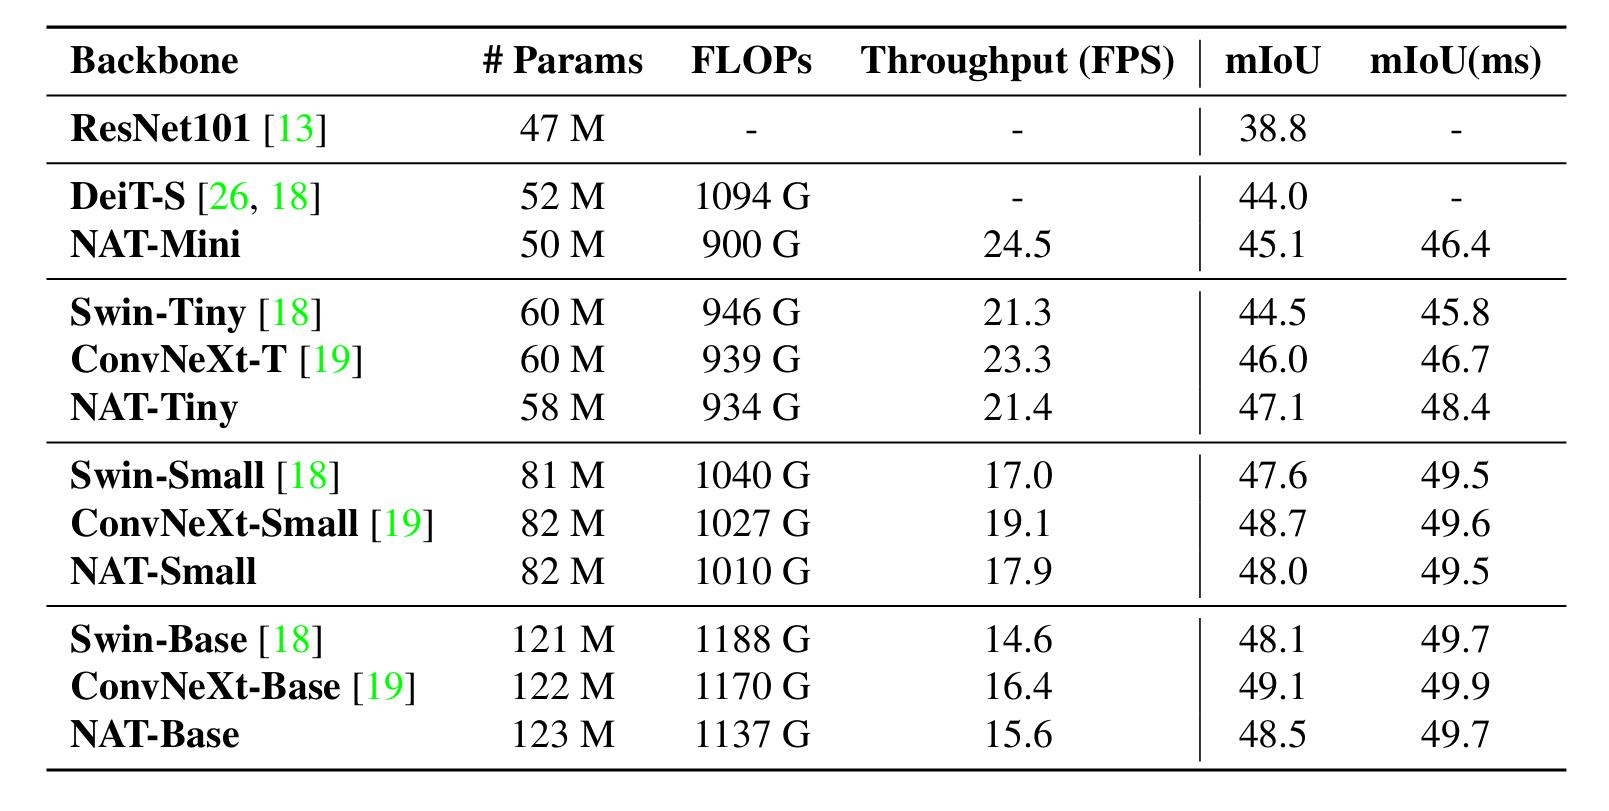 Backbone # Params FLOPs Throughput (FPS) mIoU mIoU(ms)
ResNet101 [13] 47 M - - 38.8 -
DeiT-S [26, 18] 52 M 1094 G - 44.0 -
NAT-Mini 50 M 900 G 24.5 45.1 46.4
Swin-Tiny [18] 60 M 946 G 21.3 44.5 45.8
ConvNeXt-T [19] 60 M 939 G 23.3 46.0 46.7
NAT-Tiny 58 M 934 G 21.4 47.1 48.4
Swin-Small [18] 81 M 1040 G 17.0 47.6 49.5
ConvNeXt-Small [19] 82 M 1027 G 19.1 48.7 49.6
NAT-Small 82 M 1010 G 17.9 48.0 49.5
Swin-Base [18] 121 M 1188 G 14.6 48.1 49.7
ConvNeXt-Base [19] 122 M 1170 G 16.4 49.1 49.9
NAT-Base 123 M 1137 G 15.6 48.5 49.7